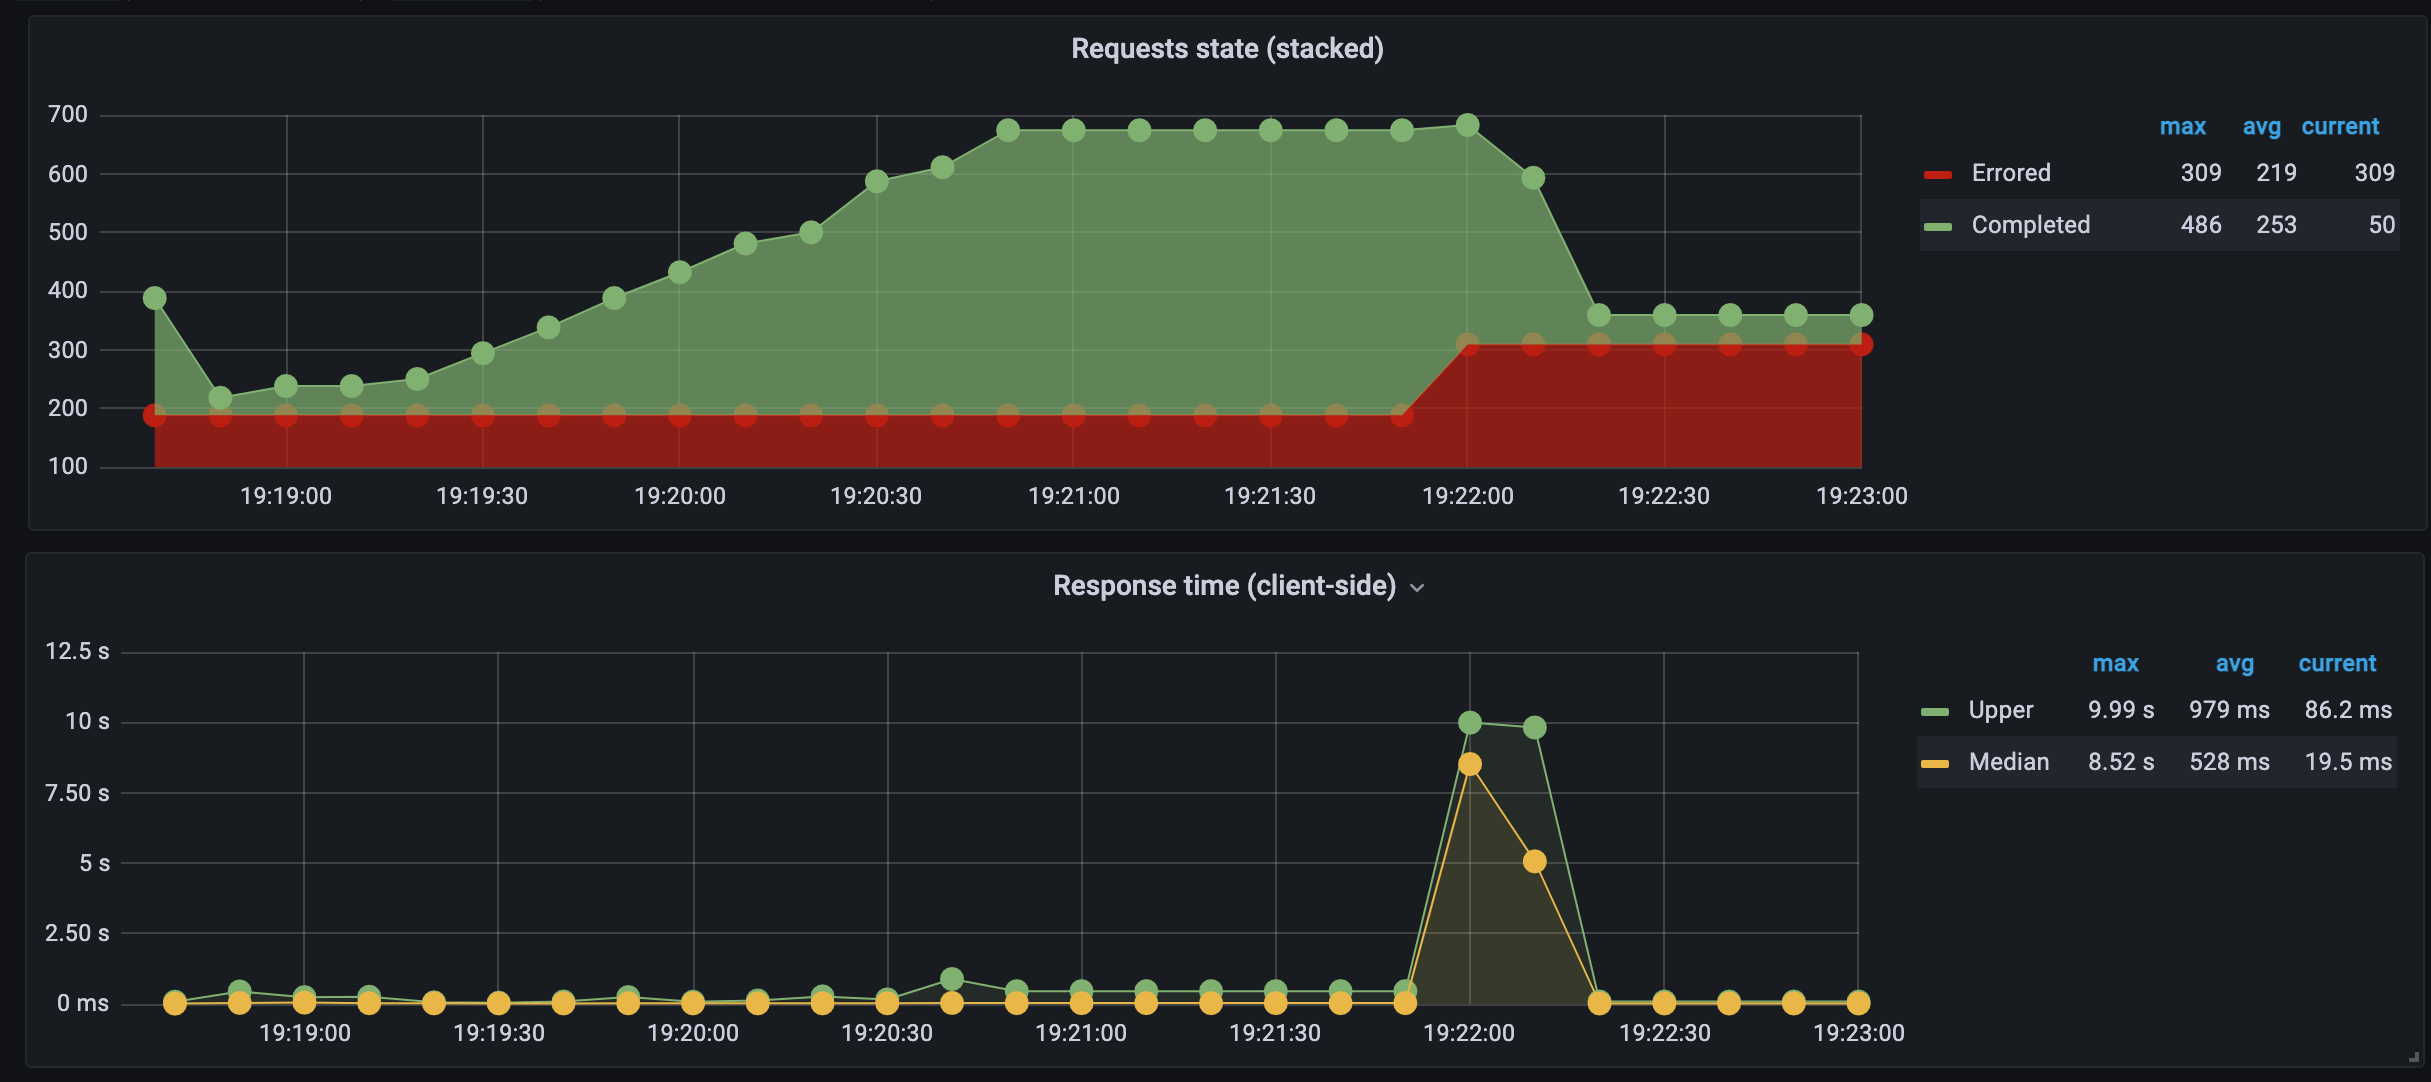 Requests state (stacked)
700
600
500
400
300
200
100
19:19:00 19:19:30 19:20:00 19:20:30 19:21:00 19:21:30 19:22:00 19:22:30 19:23:00
max avg current
Errored 309 219 309
Completed 486 253 50
Response time (client-side)
12.5 s
10 s
7.50 s
5 s
2.50 s
0 ms
19:19:00 19:19:30 19:20:00 19:20:30 19:21:00 19:21:30 19:22:00 19:22:30 19:23:00
max avg current
Upper 9.99 s 979 ms 86.2 ms
Median 8.52 s 528 ms 19.5 ms